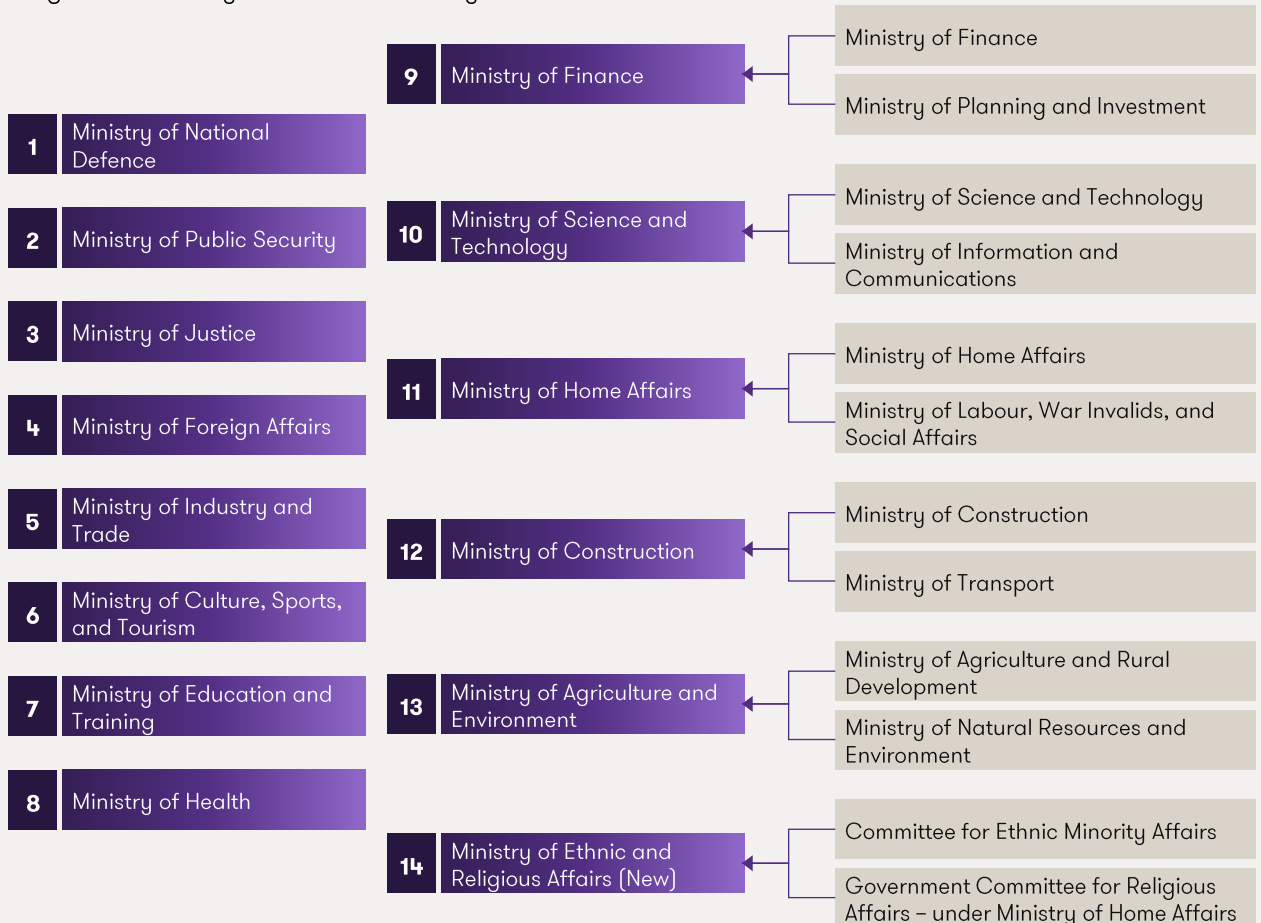 1
Ministry of National
Defence
2
Ministry of Public Security
3
Ministry of Justice
4
Ministry of Foreign Affairs
5
Ministry of Industry and
Trade
6
Ministry of Culture, Sports,
and Tourism
7
Ministry of Education and
Training
8
Ministry of Health
9
Ministry of Finance
Ministry of Finance
Ministry of Planning and Investment
10
Ministry of Science and
Technology
Ministry of Science and Technology
Ministry of Information and
Communications
11
Ministry of Home Affairs
Ministry of Home Affairs
Ministry of Labour, War Invalids, and
Social Affairs
12
Ministry of Construction
Ministry of Construction
Ministry of Transport
13
Ministry of Agriculture and
Environment
Ministry of Agriculture and Rural
Development
Ministry of Natural Resources and
Environment
14
Ministry of Ethnic and
Religious Affairs (New)
Committee for Ethnic Minority Affairs
Government Committee for Religious
Affairs – under Ministry of Home Affairs